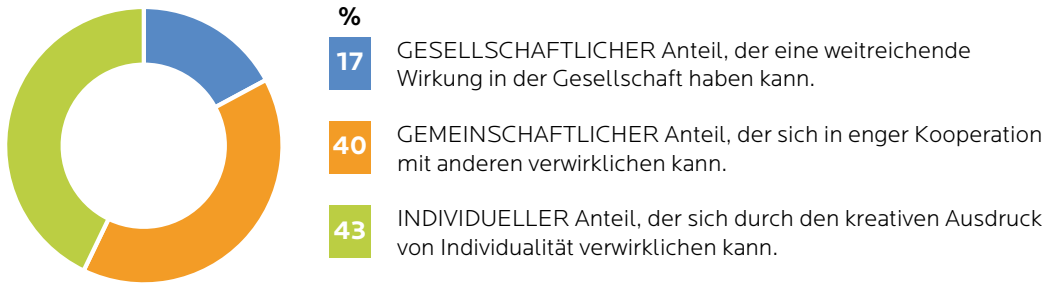 %
17
GESELLSCHAFTLICHER Anteil, der eine weitreichende
Wirkung in der Gesellschaft haben kann.
40
GEMEINSCHAFTLICHER Anteil, der sich in enger Kooperation
mit anderen verwirklichen kann.
43
INDIVIDUELLER Anteil, der sich durch den kreativen Ausdruck
von Individualität verwirklichen kann.